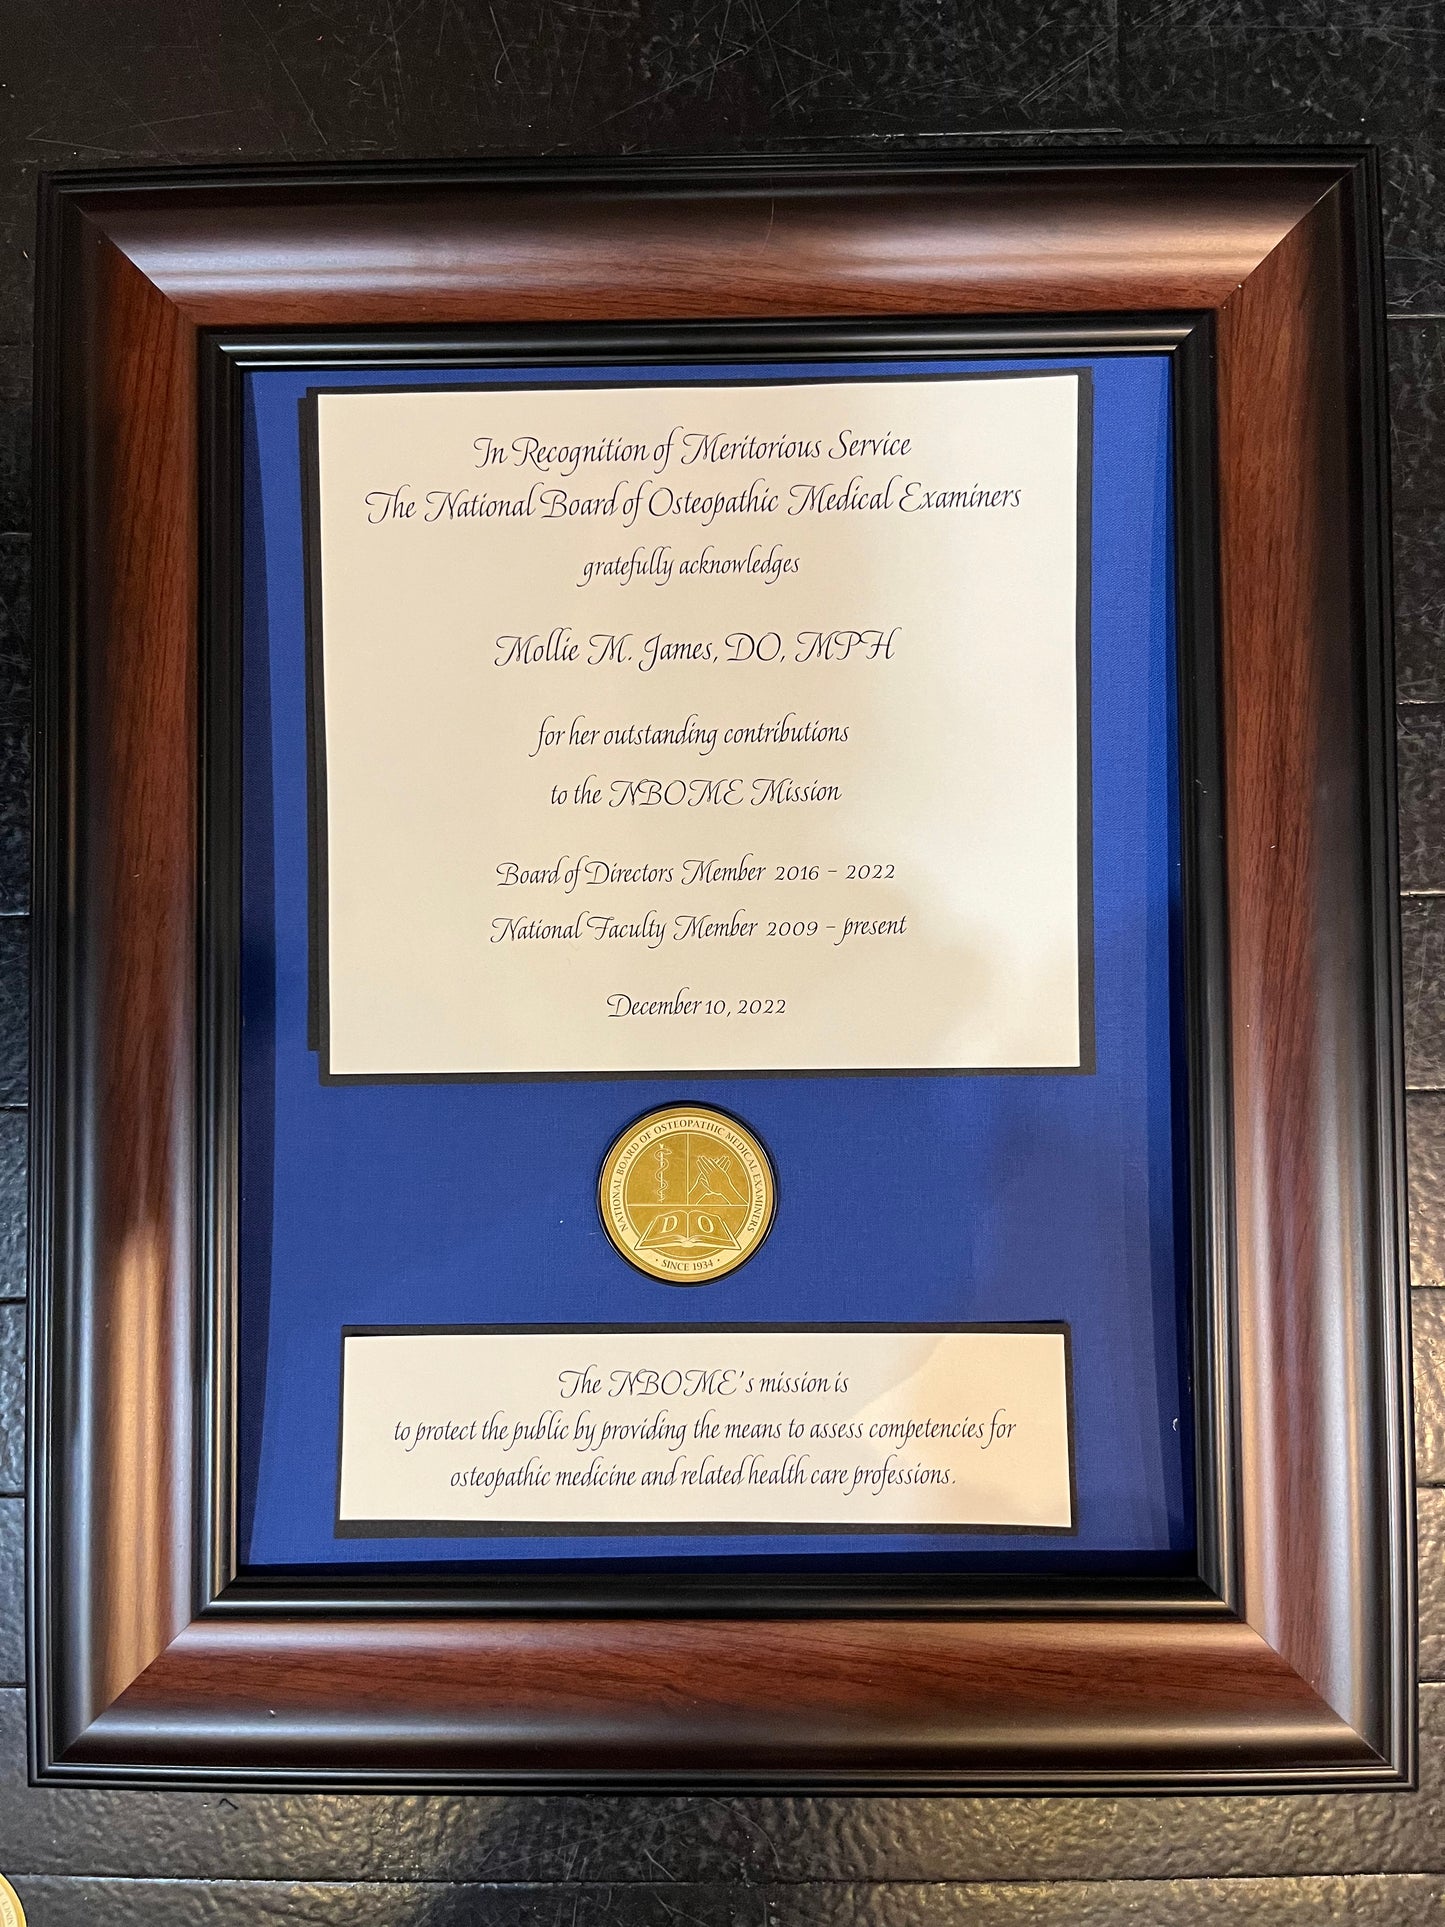 In Recognition of Meritorious Service
The National Board of Osteopathic Medical Examiners
gratefully acknowledges
Mollie M. James, DO, MPH
for her outstanding contributions
to the NBOME Mission
Board of Directors Member 2016 – 2022
National Faculty Member 2009 – present
December 10, 2022
NATIONAL BOARD OF OSTEOPATHIC MEDICAL EXAMINERS
D O
· SINCE 1934 ·
The NBOME's mission is
to protect the public by providing the means to assess competencies for
osteopathic medicine and related health care professions.